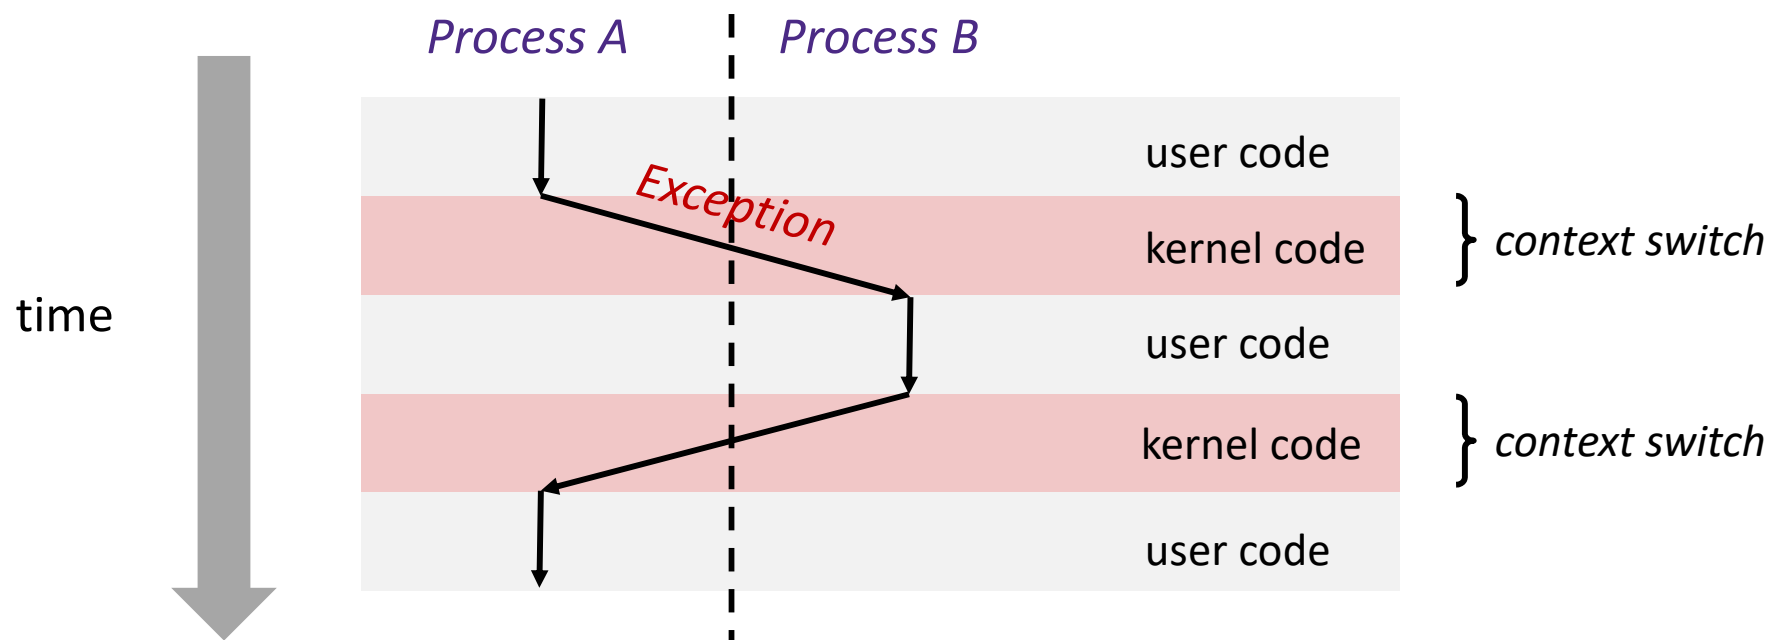 Process A
Process B
user code
Exception
kernel code
context switch
time
user code
kernel code
context switch
user code